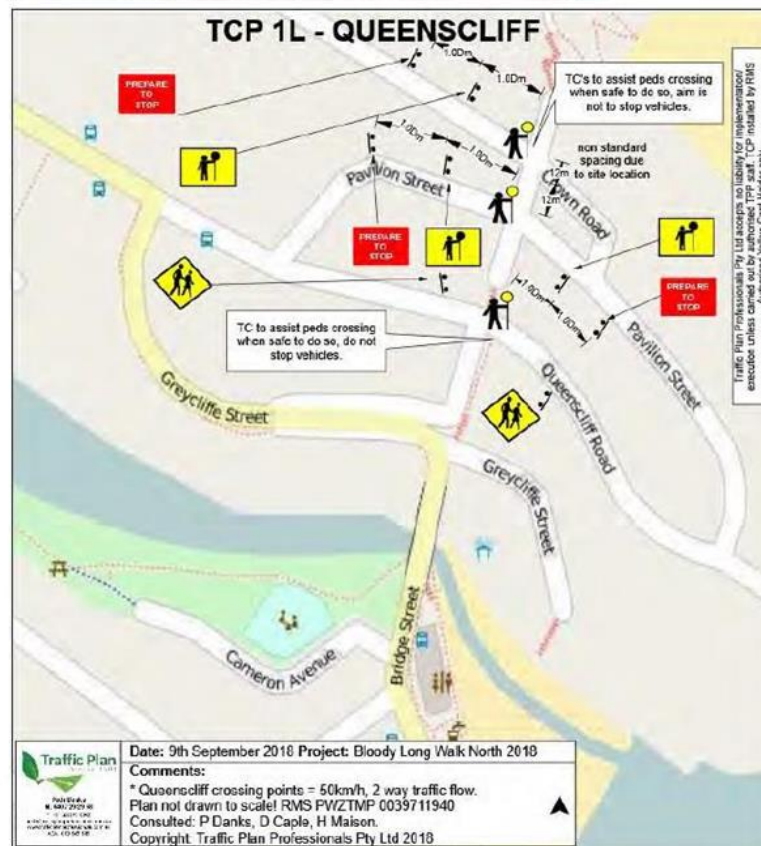 TCP 1L - QUEENSCLIFF
PREPARE
TO
STOP
1.0Dm
1.0Dm
TC's to assist peds crossing
when safe to do so, aim is
not to stop vehicles.
1.0Dm
1.0Dm
non standard
spacing due
to site location
12m
12m
Pavilion Street
Crown Road
PREPARE
TO
STOP
PREPARE
TO
STOP
1.0Dm
1.0Dm
TC to assist peds crossing
when safe to do so, do not
stop vehicles.
Pavilion Street
Queenscliff Road
Greycliffe Street
Greycliffe Street
Bridge Street
Cameron Avenue
Traffic Plan Professionals Pty Ltd accepts no liability for implementation/
execution unless carried out by authorised TPP staff. TCP installed by RMS
Traffic Plan
Date: 9th September 2018 Project: Bloody Long Walk North 2018
Comments:
* Queenscliff crossing points = 50km/h, 2 way traffic flow.
Plan not drawn to scale! RMS PWZTMP 0039711940
Consulted: P Danks, D Caple, H Maison.
Copyright: Traffic Plan Professionals Pty Ltd 2018